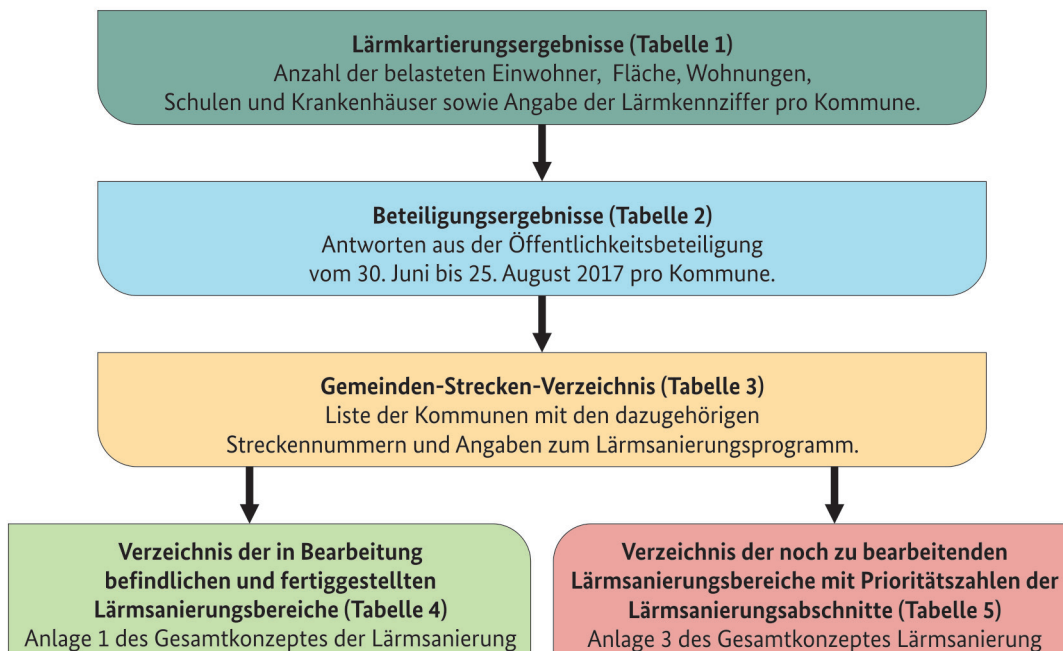 Lärmkartierungsergebnisse (Tabelle 1)
Anzahl der belasteten Einwohner, Fläche, Wohnungen,
Schulen und Krankenhäuser sowie Angabe der Lärmkennziffer pro Kommune.
Beteiligungsergebnisse (Tabelle 2)
Antworten aus der Öffentlichkeitsbeteiligung
vom 30. Juni bis 25. August 2017 pro Kommune.
Gemeinden-Strecken-Verzeichnis (Tabelle 3)
Liste der Kommunen mit den dazugehörigen
Streckennummern und Angaben zum Lärmsanierungsprogramm.
Verzeichnis der in Bearbeitung
befindlichen und fertiggestellten
Lärmsanierungsbereiche (Tabelle 4)
Anlage 1 des Gesamtkonzeptes der Lärmsanierung
Verzeichnis der noch zu bearbeitenden
Lärmsanierungsbereiche mit Prioritätszahlen der
Lärmsanierungsabschnitte (Tabelle 5)
Anlage 3 des Gesamtkonzeptes Lärmsanierung